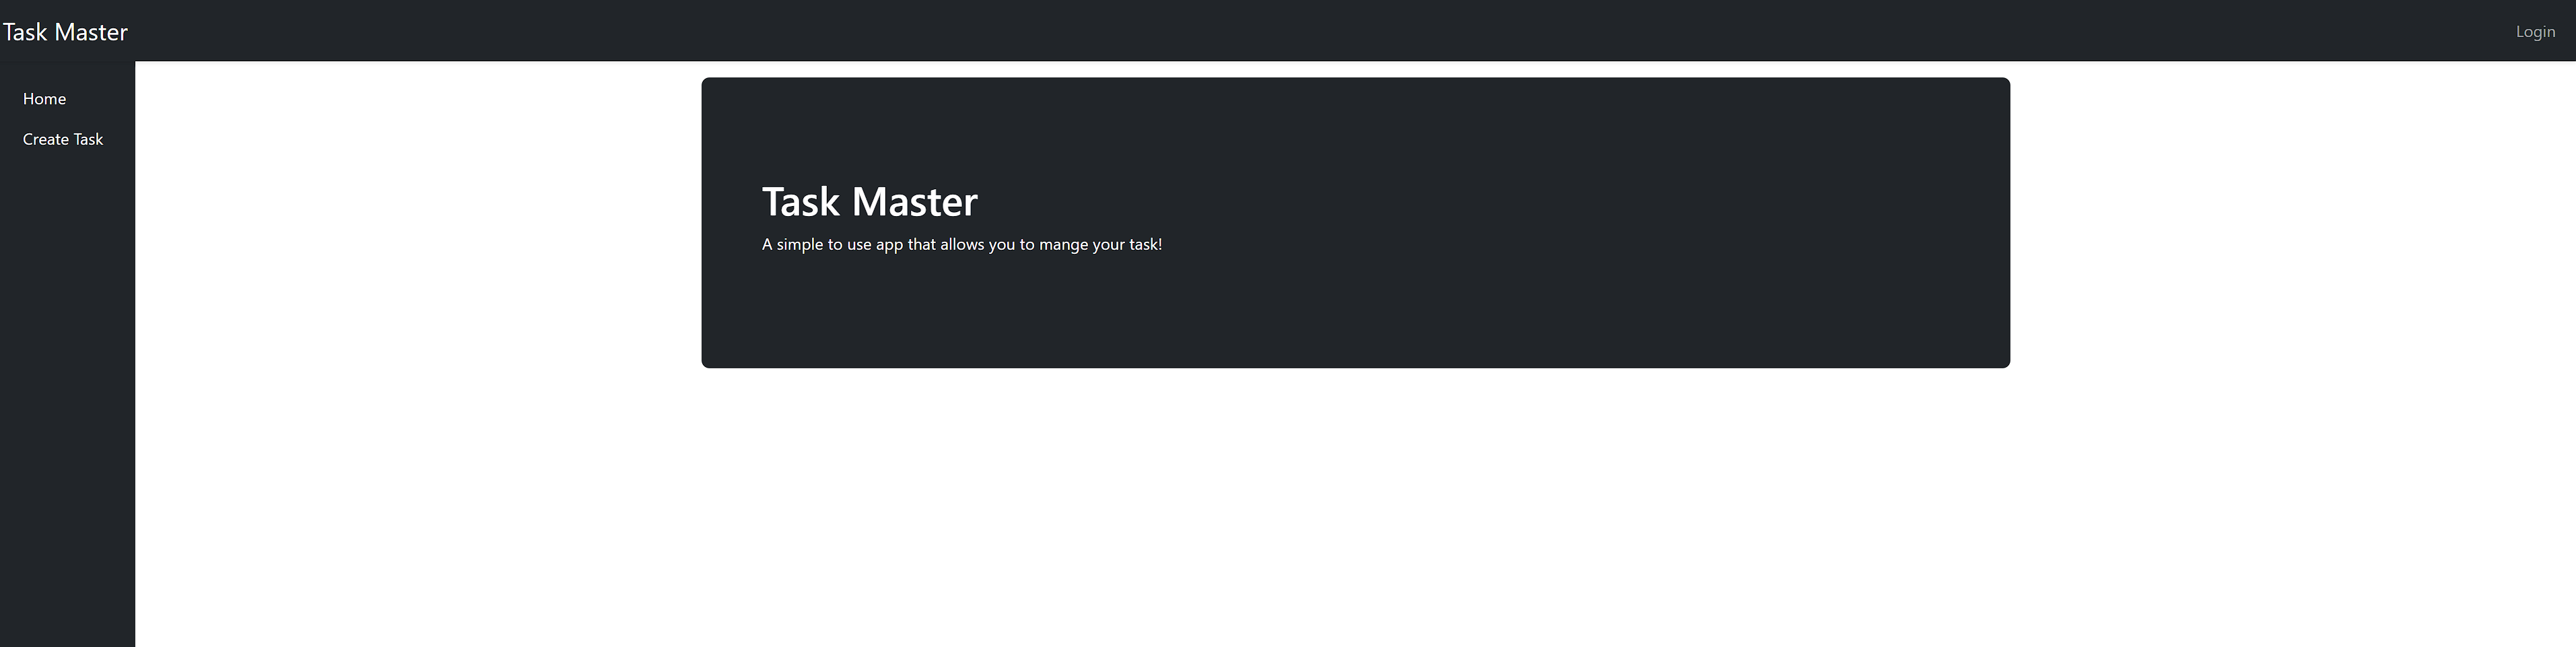 Task Master
Login
Home
Create Task
Task Master
A simple to use app that allows you to mange your task!